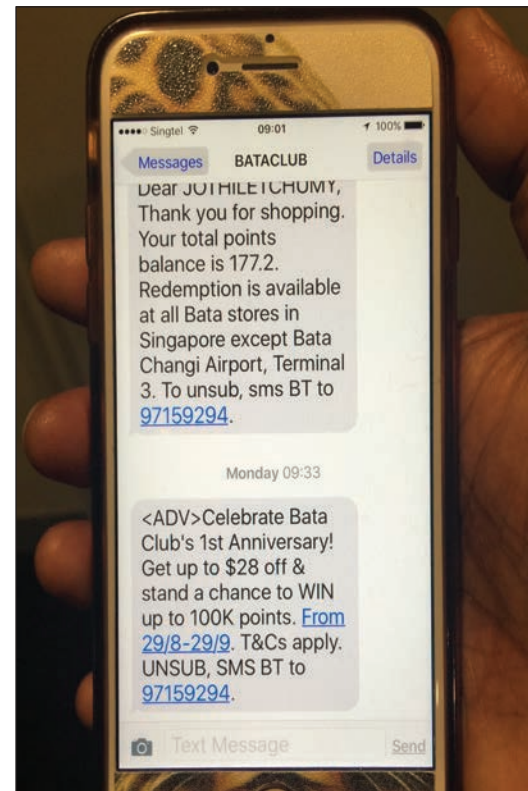 Singtel 09:01 100%
Messages BATACLUB Details
Dear JOTHILETCHUMY,
Thank you for shopping.
Your total points
balance is 177.2.
Redemption is available
at all Bata stores in
Singapore except Bata
Changi Airport, Terminal
3. To unsub, sms BT to
97159294.
Monday 09:33
<ADV>Celebrate Bata
Club's 1st Anniversary!
Get up to $28 off &
stand a chance to WIN
up to 100K points. From
29/8-29/9. T&Cs apply.
UNSUB, SMS BT to
97159294.
Text Message Send